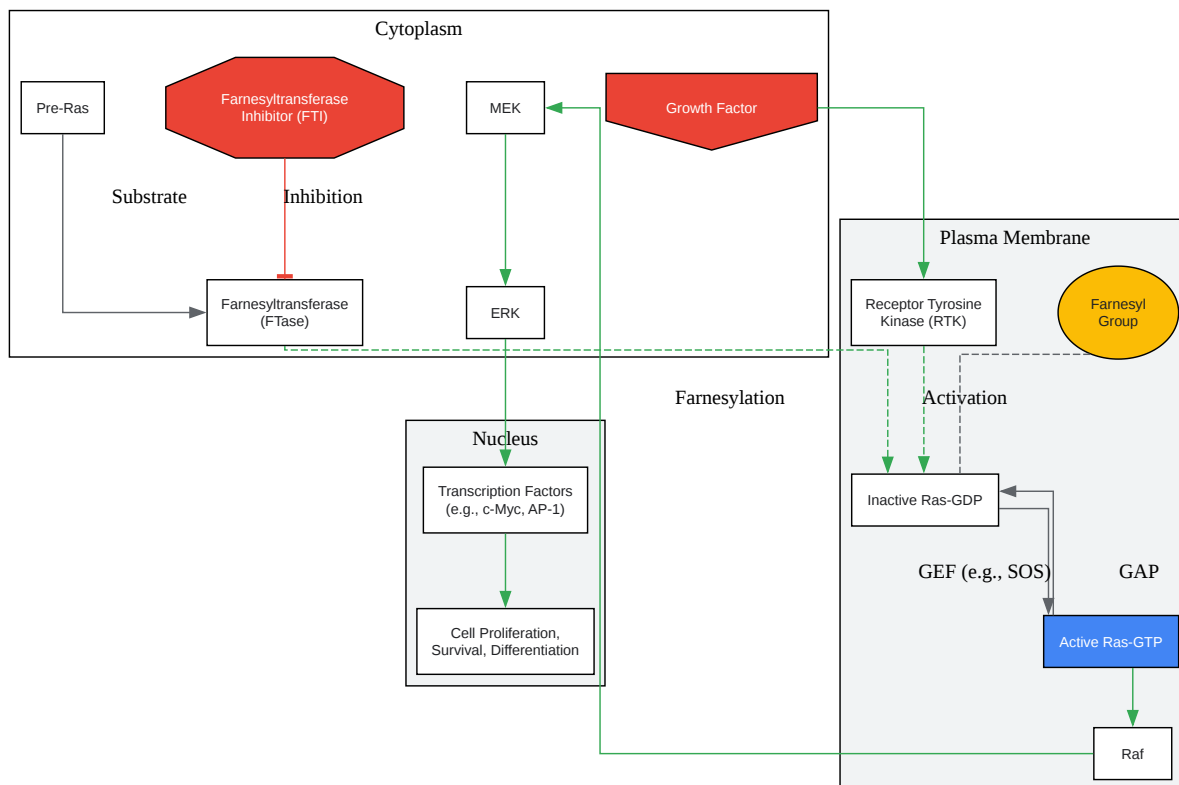 Cytoplasm
Pre-Ras
Farnesyltransferase
Inhibitor (FTI)
MEK
Growth Factor
Substrate
Inhibition
Plasma Membrane
Farnesyltransferase
(FTase)
ERK
Receptor Tyrosine
Kinase (RTK)
Farnesyl
Group
Farnesylation
Activation
Nucleus
Transcription Factors
(e.g., c-Myc, AP-1)
Inactive Ras-GDP
GEF (e.g., SOS)
GAP
Cell Proliferation,
Survival, Differentiation
Active Ras-GTP
Raf